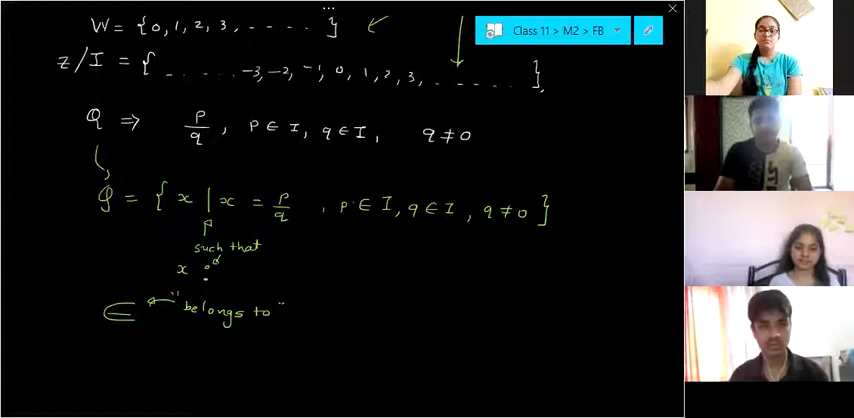 W = {0, 1, 2, 3, .....}
Class 11 > M2 > FB
Z/I = { ...... -3, -2, -1, 0, 1, 2, 3, ...... }
Q ⇒ p/q , p ∈ I, q ∈ I, q ≠ 0
Q = { x | x = p/q , p ∈ I, q ∈ I, q ≠ 0 }
such that
x :
∈ ← "belongs to"